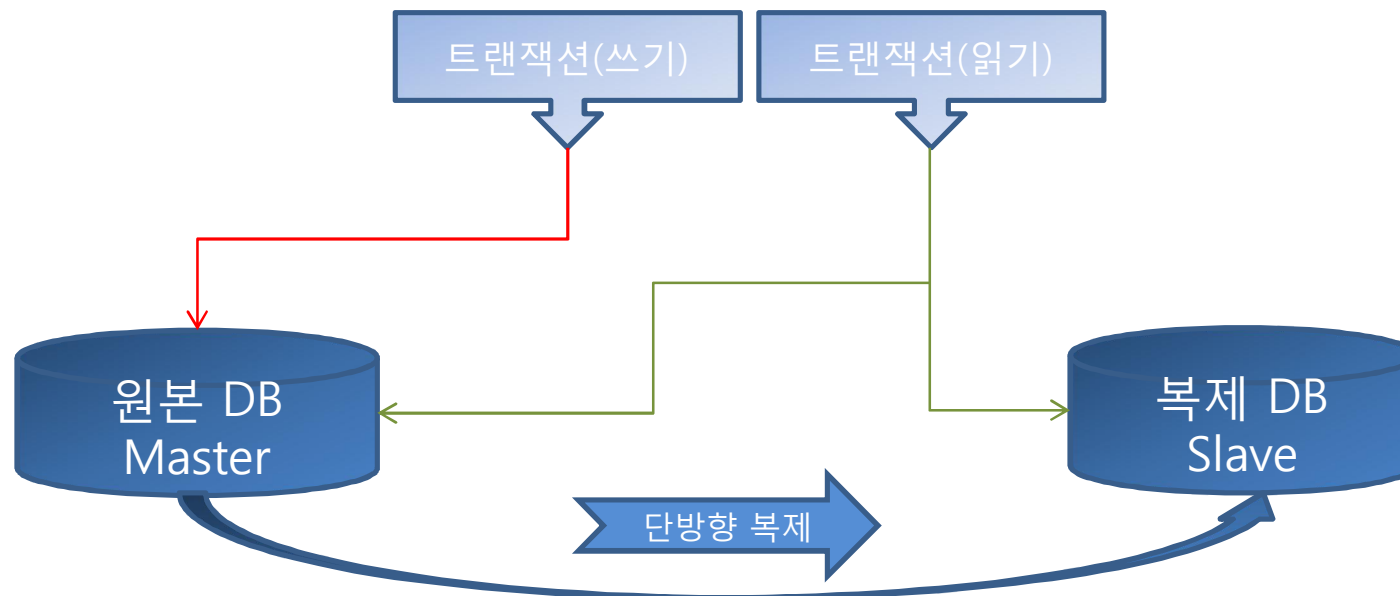 트랜잭션(쓰기)
트랜잭션(읽기)
원본 DB
Master
복제 DB
Slave
단방향 복제